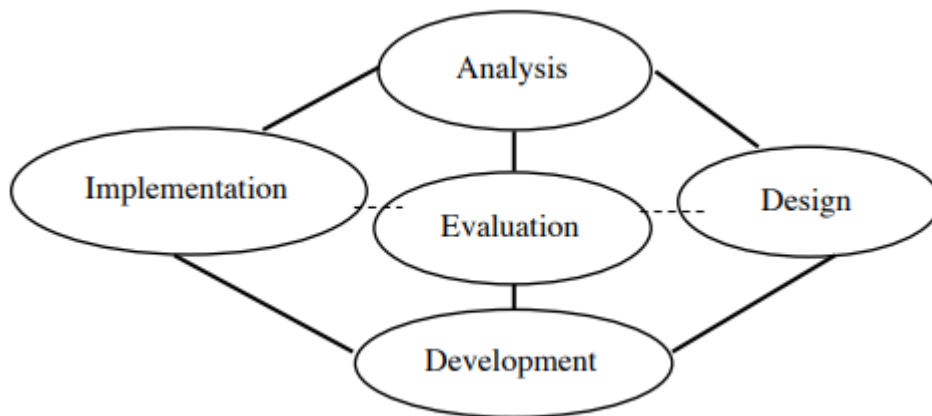 Analysis
Implementation
Design
Evaluation
Development